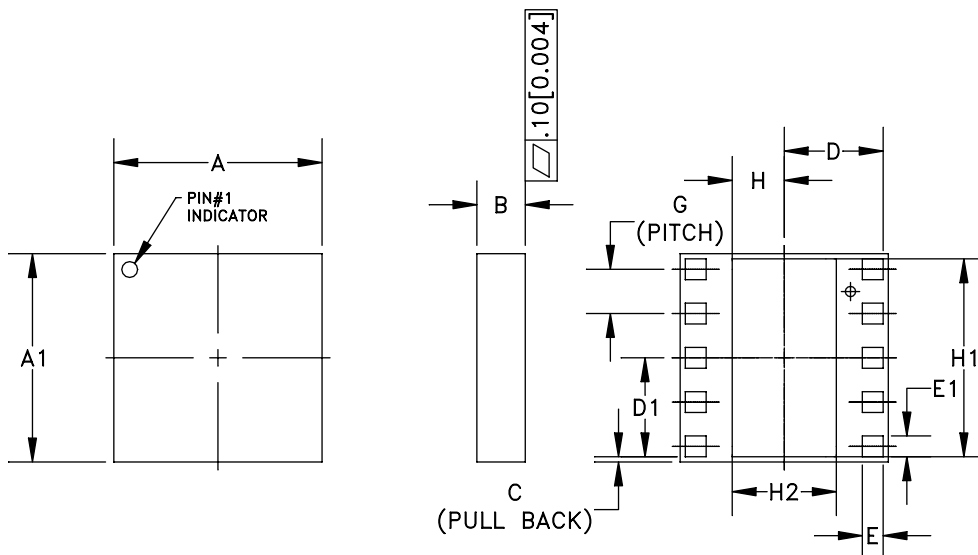 A
PIN#1
INDICATOR
A1
B
.10[0.004]
C
(PULL BACK)
G
(PITCH)
H
D
D1
H1
E1
H2
E